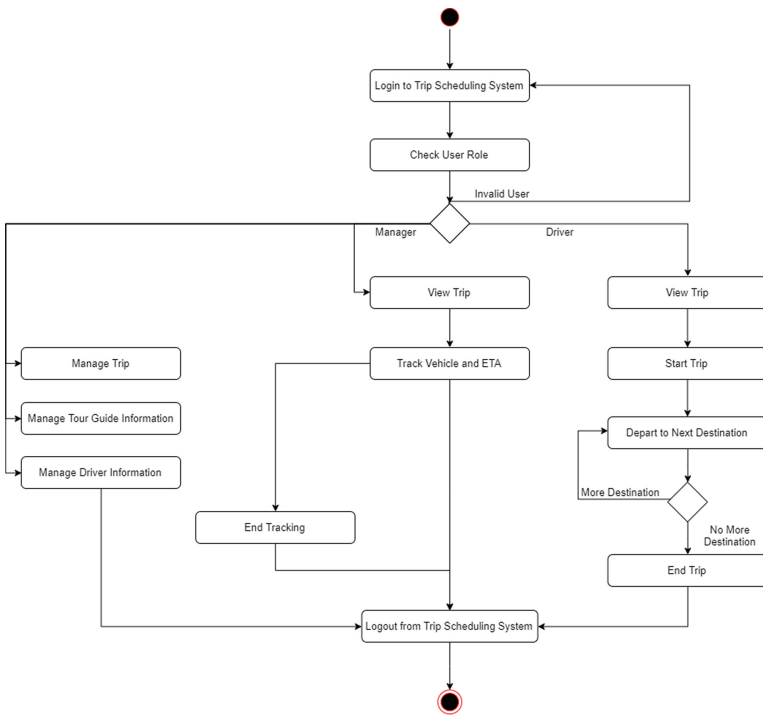 Login to Trip Scheduling System
Check User Role
Invalid User
Manager
Driver
View Trip
View Trip
Manage Trip
Track Vehicle and ETA
Start Trip
Manage Tour Guide Information
Depart to Next Destination
Manage Driver Information
More Destination
End Tracking
No More
Destination
End Trip
Logout from Trip Scheduling System